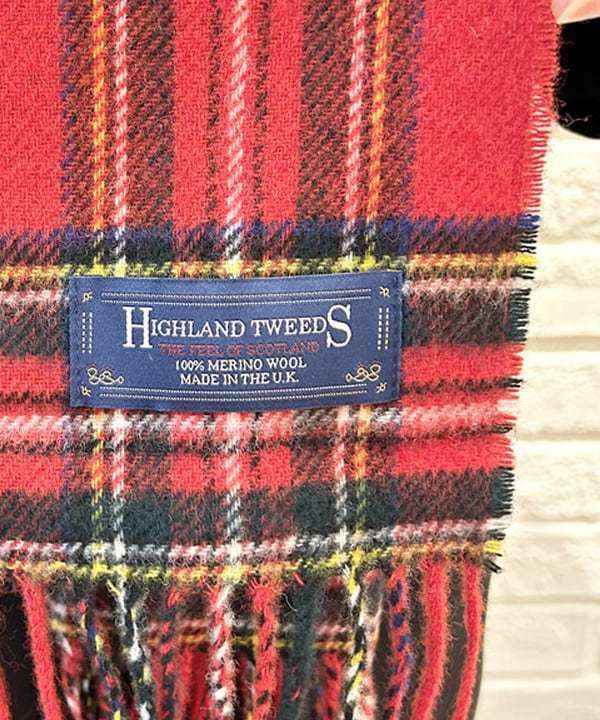 HIGHLAND TWEEDS
THE FEEL OF SCOTLAND
100% MERINO WOOL
MADE IN THE U.K.